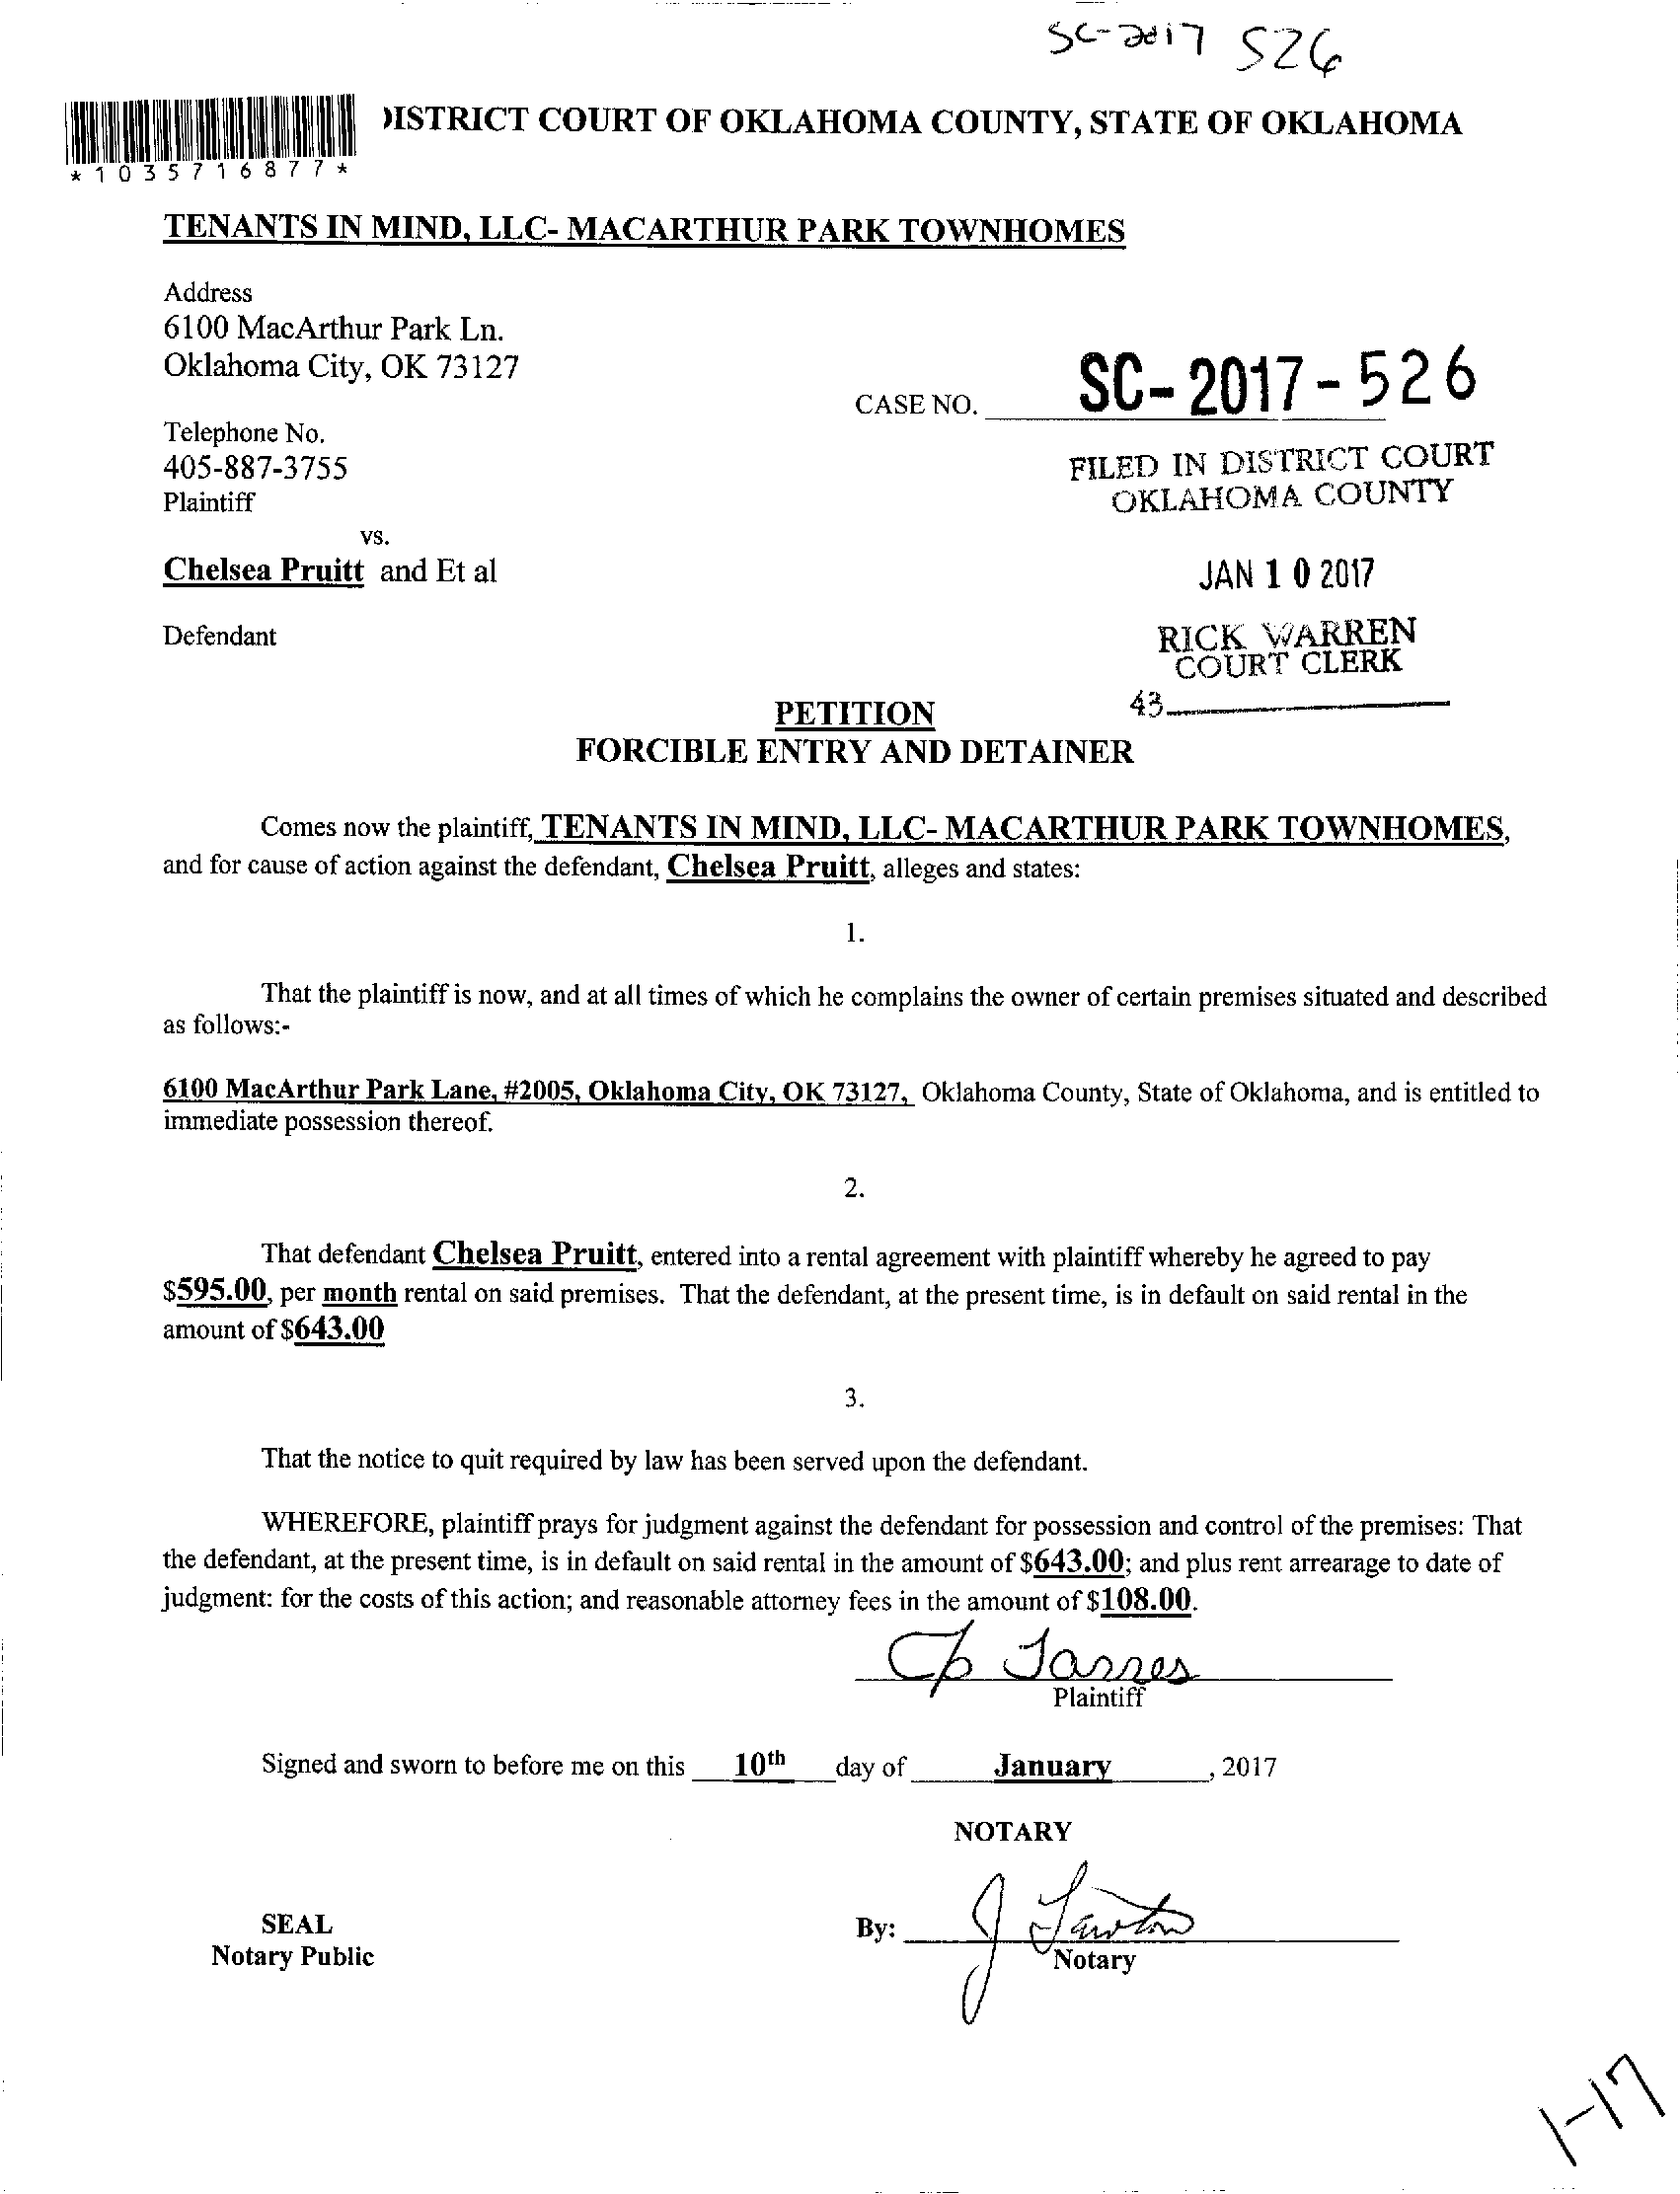 SC-2017 526
DISTRICT COURT OF OKLAHOMA COUNTY, STATE OF OKLAHOMA
*1035716877*
TENANTS IN MIND, LLC- MACARTHUR PARK TOWNHOMES
Address
6100 MacArthur Park Ln.
Oklahoma City, OK 73127
CASE NO. SC-2017-526
Telephone No.
405-887-3755
Plaintiff
FILED IN DISTRICT COURT
OKLAHOMA COUNTY
vs.
Chelsea Pruitt and Et al
JAN 10 2017
Defendant
RICK WARREN
COURT CLERK
43
PETITION
FORCIBLE ENTRY AND DETAINER
Comes now the plaintiff, TENANTS IN MIND, LLC- MACARTHUR PARK TOWNHOMES,
and for cause of action against the defendant, Chelsea Pruitt, alleges and states:
1.
That the plaintiff is now, and at all times of which he complains the owner of certain premises situated and described
as follows:-
6100 MacArthur Park Lane, #2005, Oklahoma City, OK 73127, Oklahoma County, State of Oklahoma, and is entitled to
immediate possession thereof.
2.
That defendant Chelsea Pruitt, entered into a rental agreement with plaintiff whereby he agreed to pay
$595.00, per month rental on said premises. That the defendant, at the present time, is in default on said rental in the
amount of $643.00
3.
That the notice to quit required by law has been served upon the defendant.
WHEREFORE, plaintiff prays for judgment against the defendant for possession and control of the premises: That
the defendant, at the present time, is in default on said rental in the amount of $643.00; and plus rent arrearage to date of
judgment: for the costs of this action; and reasonable attorney fees in the amount of $108.00.
Plaintiff
Signed and sworn to before me on this 10th day of January, 2017
NOTARY
SEAL
Notary Public
By: J Lawton
Notary
1-17